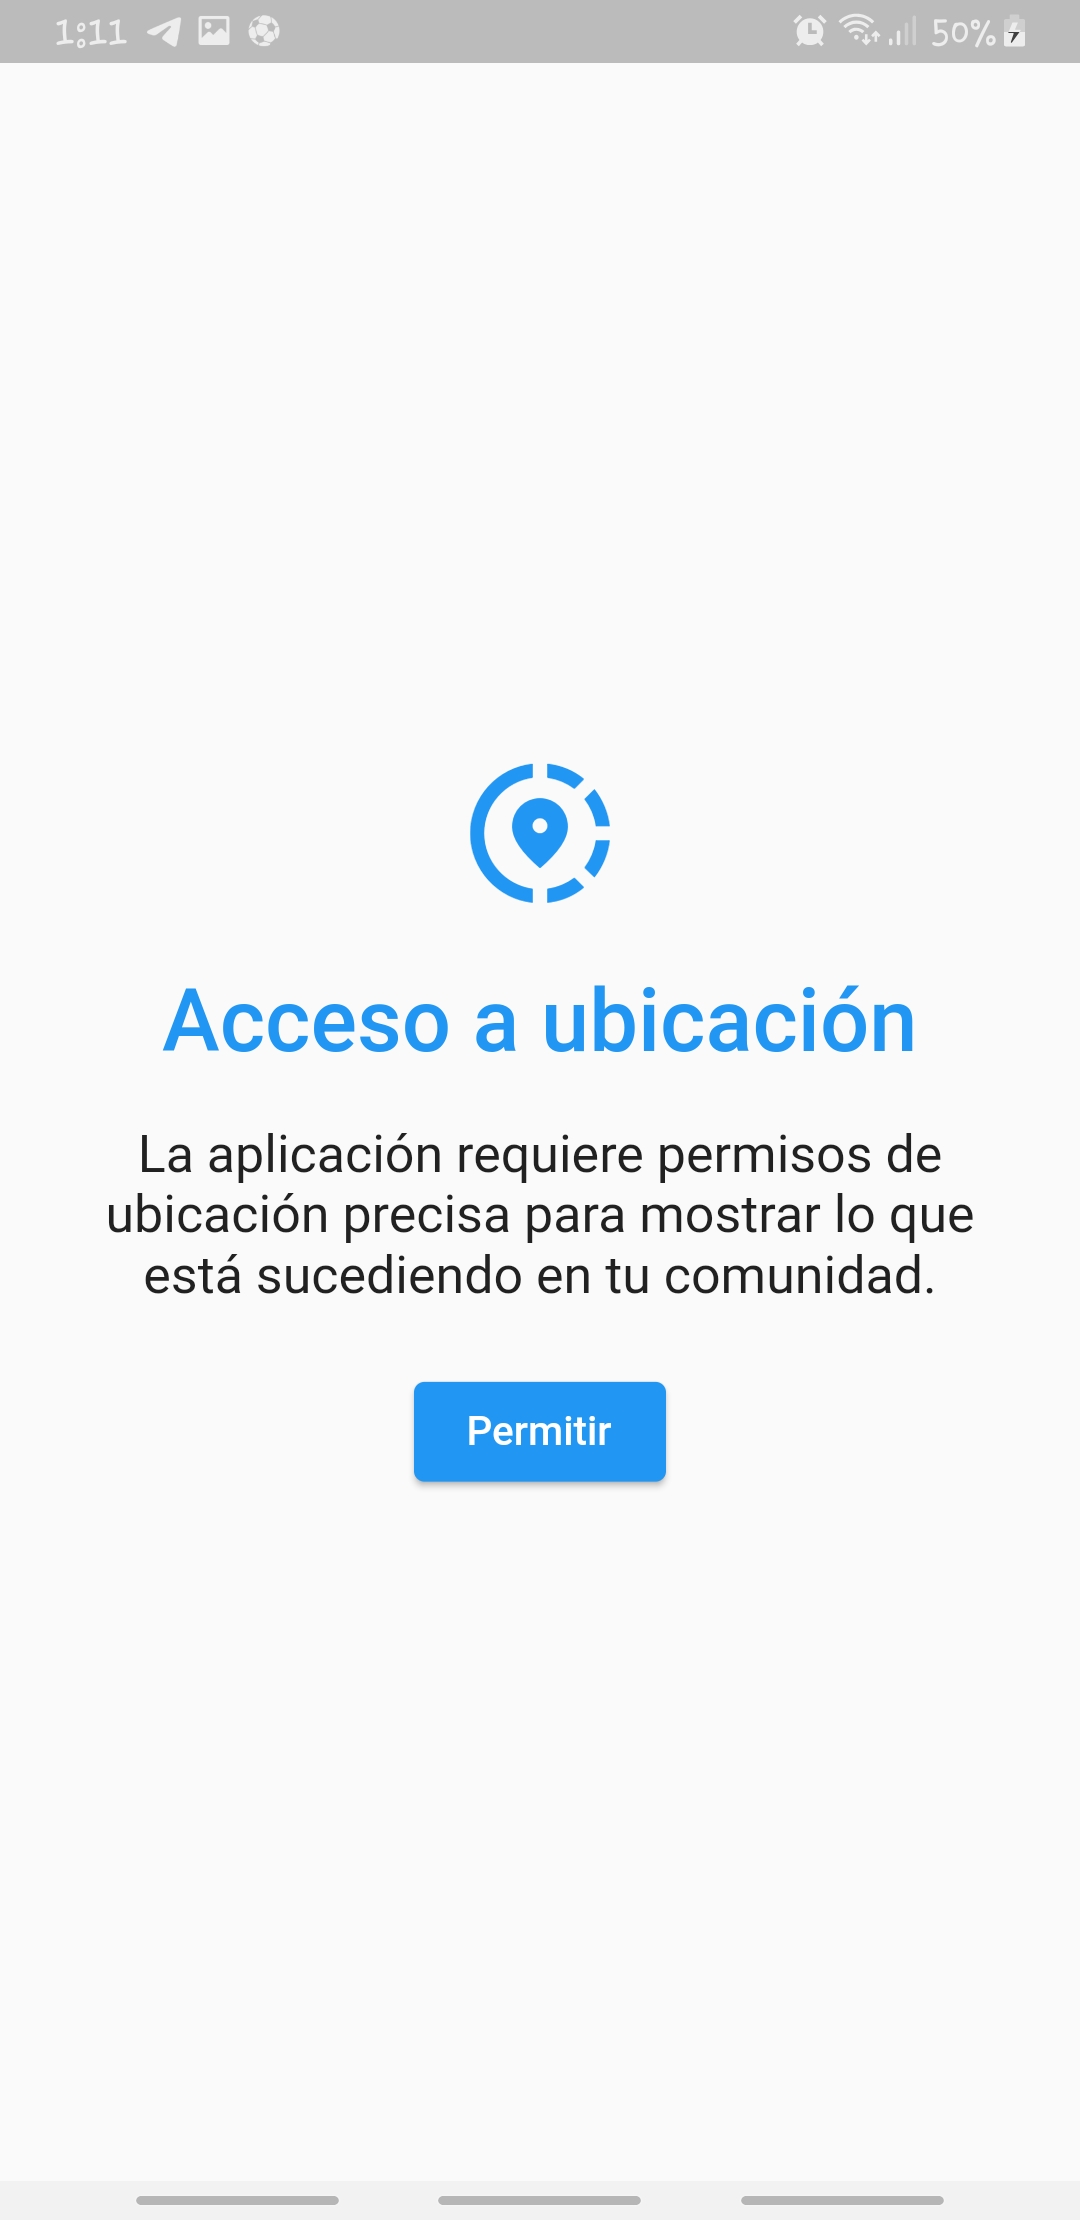 1:11 50%
Acceso a ubicación
La aplicación requiere permisos de
ubicación precisa para mostrar lo que
está sucediendo en tu comunidad.
Permitir